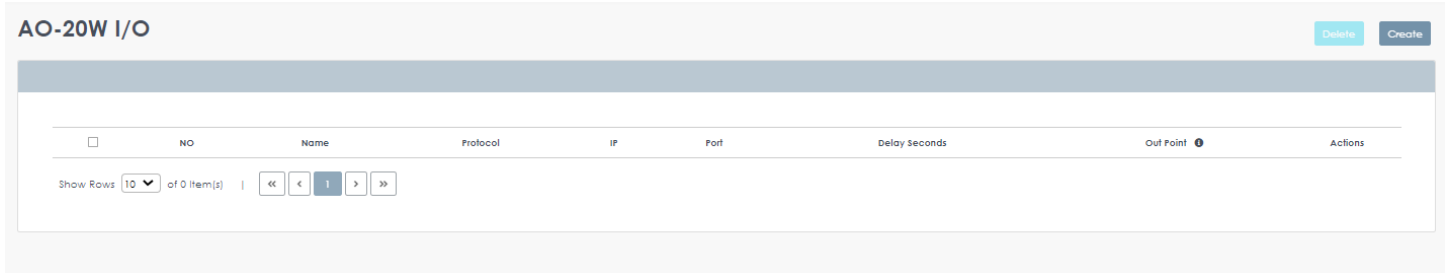 AO-20W I/O
Delete Create
NO Name Protocol IP Port Delay Seconds Out Point Actions
Show Rows 10 of 0 Item(s) | « ‹ 1 › »